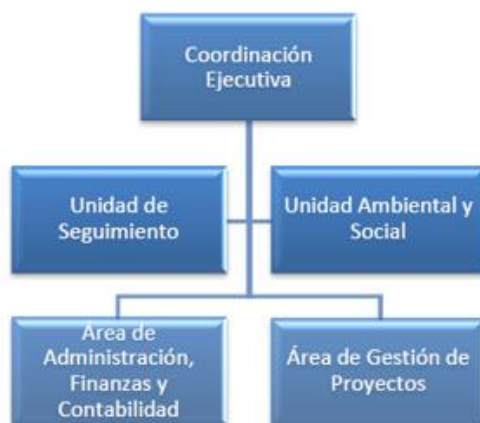 Coordinación
Ejecutiva
Unidad de
Seguimiento
Unidad Ambiental y
Social
Área de
Administración,
Finanzas y
Contabilidad
Área de Gestión de
Proyectos